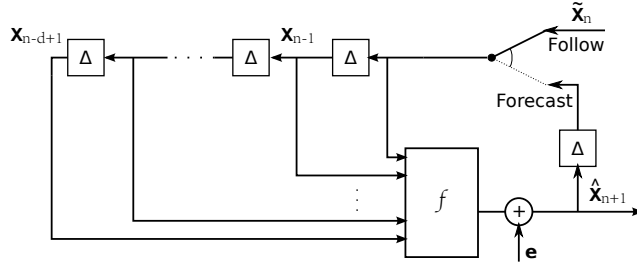 X̃n
Xn-d+1
Δ
. . . .
Δ
Xn-1
Δ
Follow
Forecast
Δ
f
X̂n+1
+
e